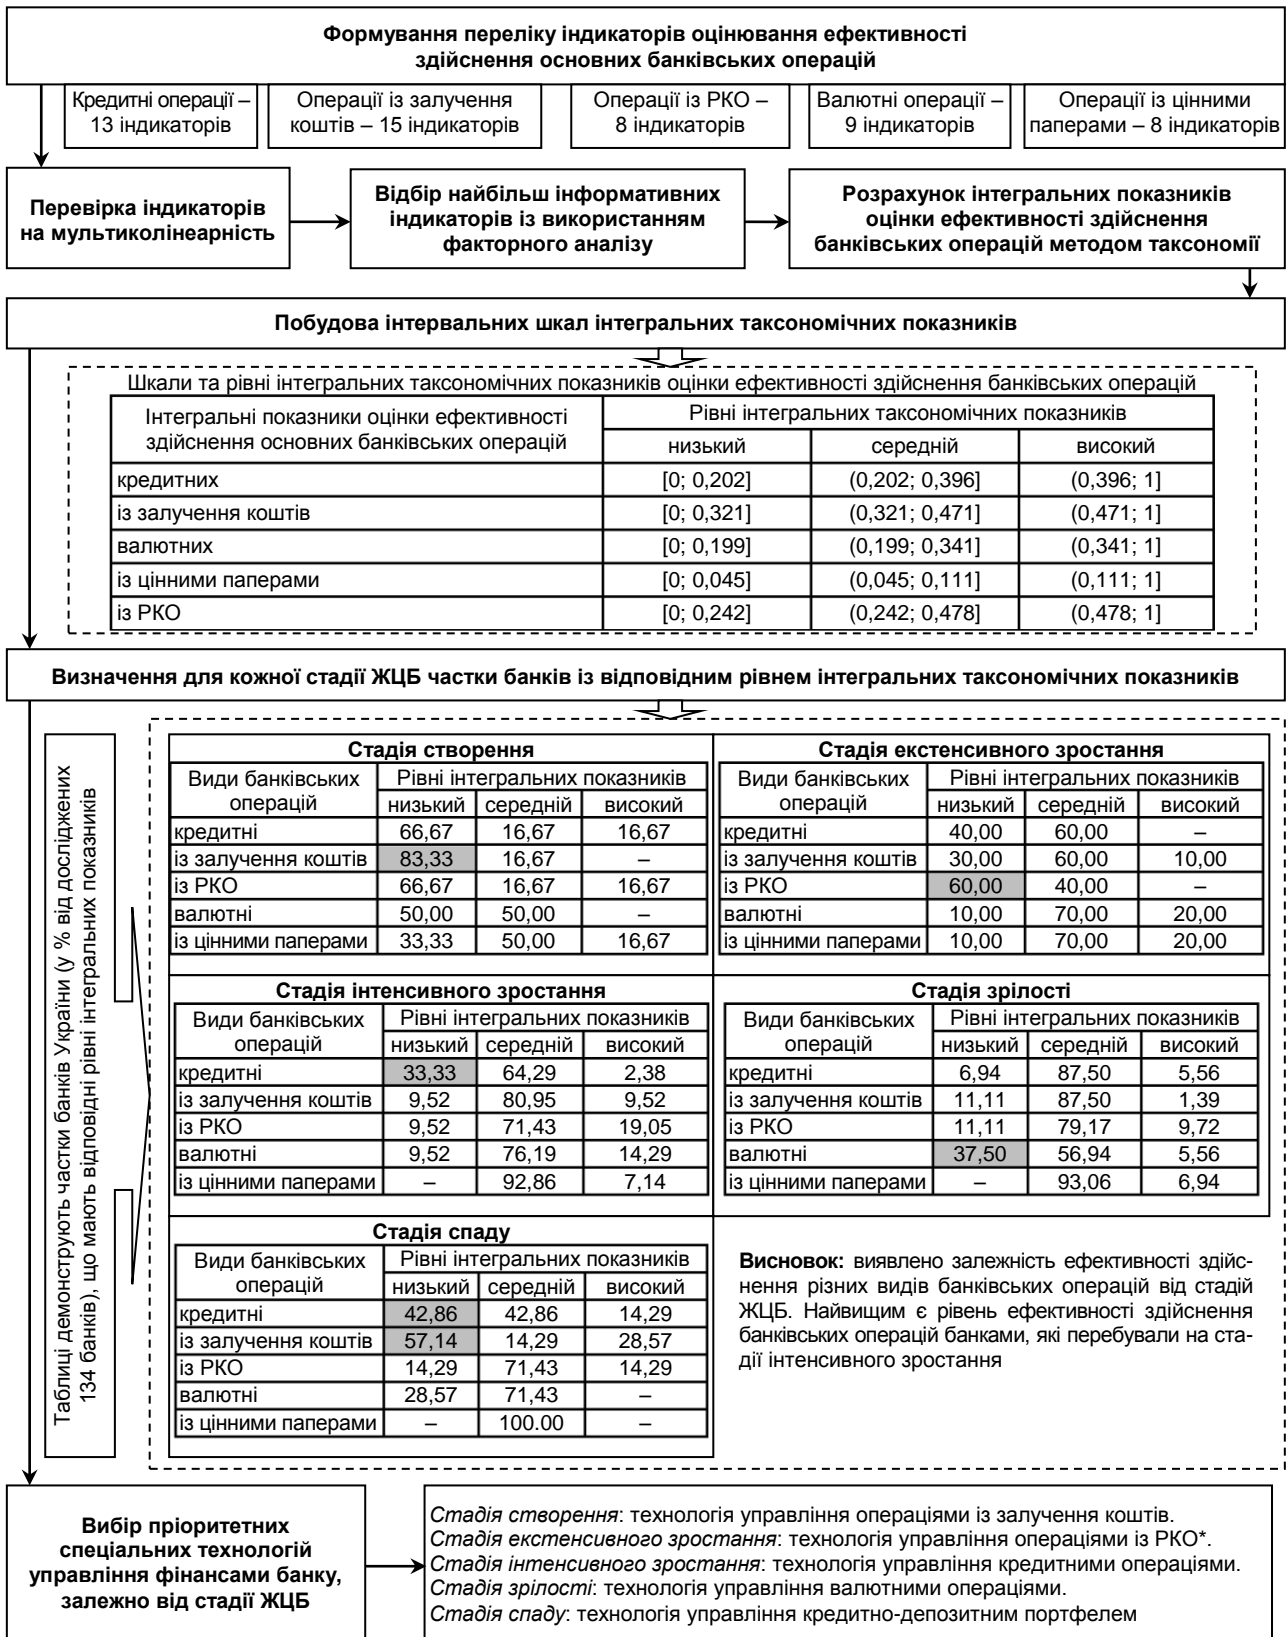 Формування переліку індикаторів оцінювання ефективності
здійснення основних банківських операцій
Кредитні операції –
13 індикаторів
Операції із залучення
коштів – 15 індикаторів
Операції із РКО –
8 індикаторів
Валютні операції –
9 індикаторів
Операції із цінними
паперами – 8 індикаторів
Перевірка індикаторів
на мультиколінеарність
Відбір найбільш інформативних
індикаторів із використанням
факторного аналізу
Розрахунок інтегральних показників
оцінки ефективності здійснення
банківських операцій методом таксономії
Побудова інтервальних шкал інтегральних таксономічних показників
Шкали та рівні інтегральних таксономічних показників оцінки ефективності здійснення банківських операцій
Інтегральні показники оцінки ефективності
здійснення основних банківських операцій
Рівні інтегральних таксономічних показників
низький середній високий
кредитних [0; 0,202] (0,202; 0,396] (0,396; 1]
із залучення коштів [0; 0,321] (0,321; 0,471] (0,471; 1]
валютних [0; 0,199] (0,199; 0,341] (0,341; 1]
із цінними паперами [0; 0,045] (0,045; 0,111] (0,111; 1]
із РКО [0; 0,242] (0,242; 0,478] (0,478; 1]
Визначення для кожної стадії ЖЦБ частки банків із відповідним рівнем інтегральних таксономічних показників
Таблиці демонструють частки банків України (у % від досліджених
134 банків), що мають відповідні рівні інтегральних показників
Стадія створення
Види банківських
операцій
Рівні інтегральних показників
низький середній високий
кредитні 66,67 16,67 16,67
із залучення коштів 83,33 16,67 –
із РКО 66,67 16,67 16,67
валютні 50,00 50,00 –
із цінними паперами 33,33 50,00 16,67
Стадія екстенсивного зростання
Види банківських
операцій
Рівні інтегральних показників
низький середній високий
кредитні 40,00 60,00 –
із залучення коштів 30,00 60,00 10,00
із РКО 60,00 40,00 –
валютні 10,00 70,00 20,00
із цінними паперами 10,00 70,00 20,00
Стадія інтенсивного зростання
Види банківських
операцій
Рівні інтегральних показників
низький середній високий
кредитні 33,33 64,29 2,38
із залучення коштів 9,52 80,95 9,52
із РКО 9,52 71,43 19,05
валютні 9,52 76,19 14,29
із цінними паперами – 92,86 7,14
Стадія зрілості
Види банківських
операцій
Рівні інтегральних показників
низький середній високий
кредитні 6,94 87,50 5,56
із залучення коштів 11,11 87,50 1,39
із РКО 11,11 79,17 9,72
валютні 37,50 56,94 5,56
із цінними паперами – 93,06 6,94
Стадія спаду
Види банківських
операцій
Рівні інтегральних показників
низький середній високий
кредитні 42,86 42,86 14,29
із залучення коштів 57,14 14,29 28,57
із РКО 14,29 71,43 14,29
валютні 28,57 71,43 –
із цінними паперами – 100.00 –
Висновок: виявлено залежність ефективності здійс-
нення різних видів банківських операцій від стадій
ЖЦБ. Найвищим є рівень ефективності здійснення
банківських операцій банками, які перебували на ста-
дії інтенсивного зростання
Вибір пріоритетних
спеціальних технологій
управління фінансами банку,
залежно від стадії ЖЦБ
Стадія створення: технологія управління операціями із залучення коштів.
Стадія екстенсивного зростання: технологія управління операціями із РКО*.
Стадія інтенсивного зростання: технологія управління кредитними операціями.
Стадія зрілості: технологія управління валютними операціями.
Стадія спаду: технологія управління кредитно-депозитним портфелем